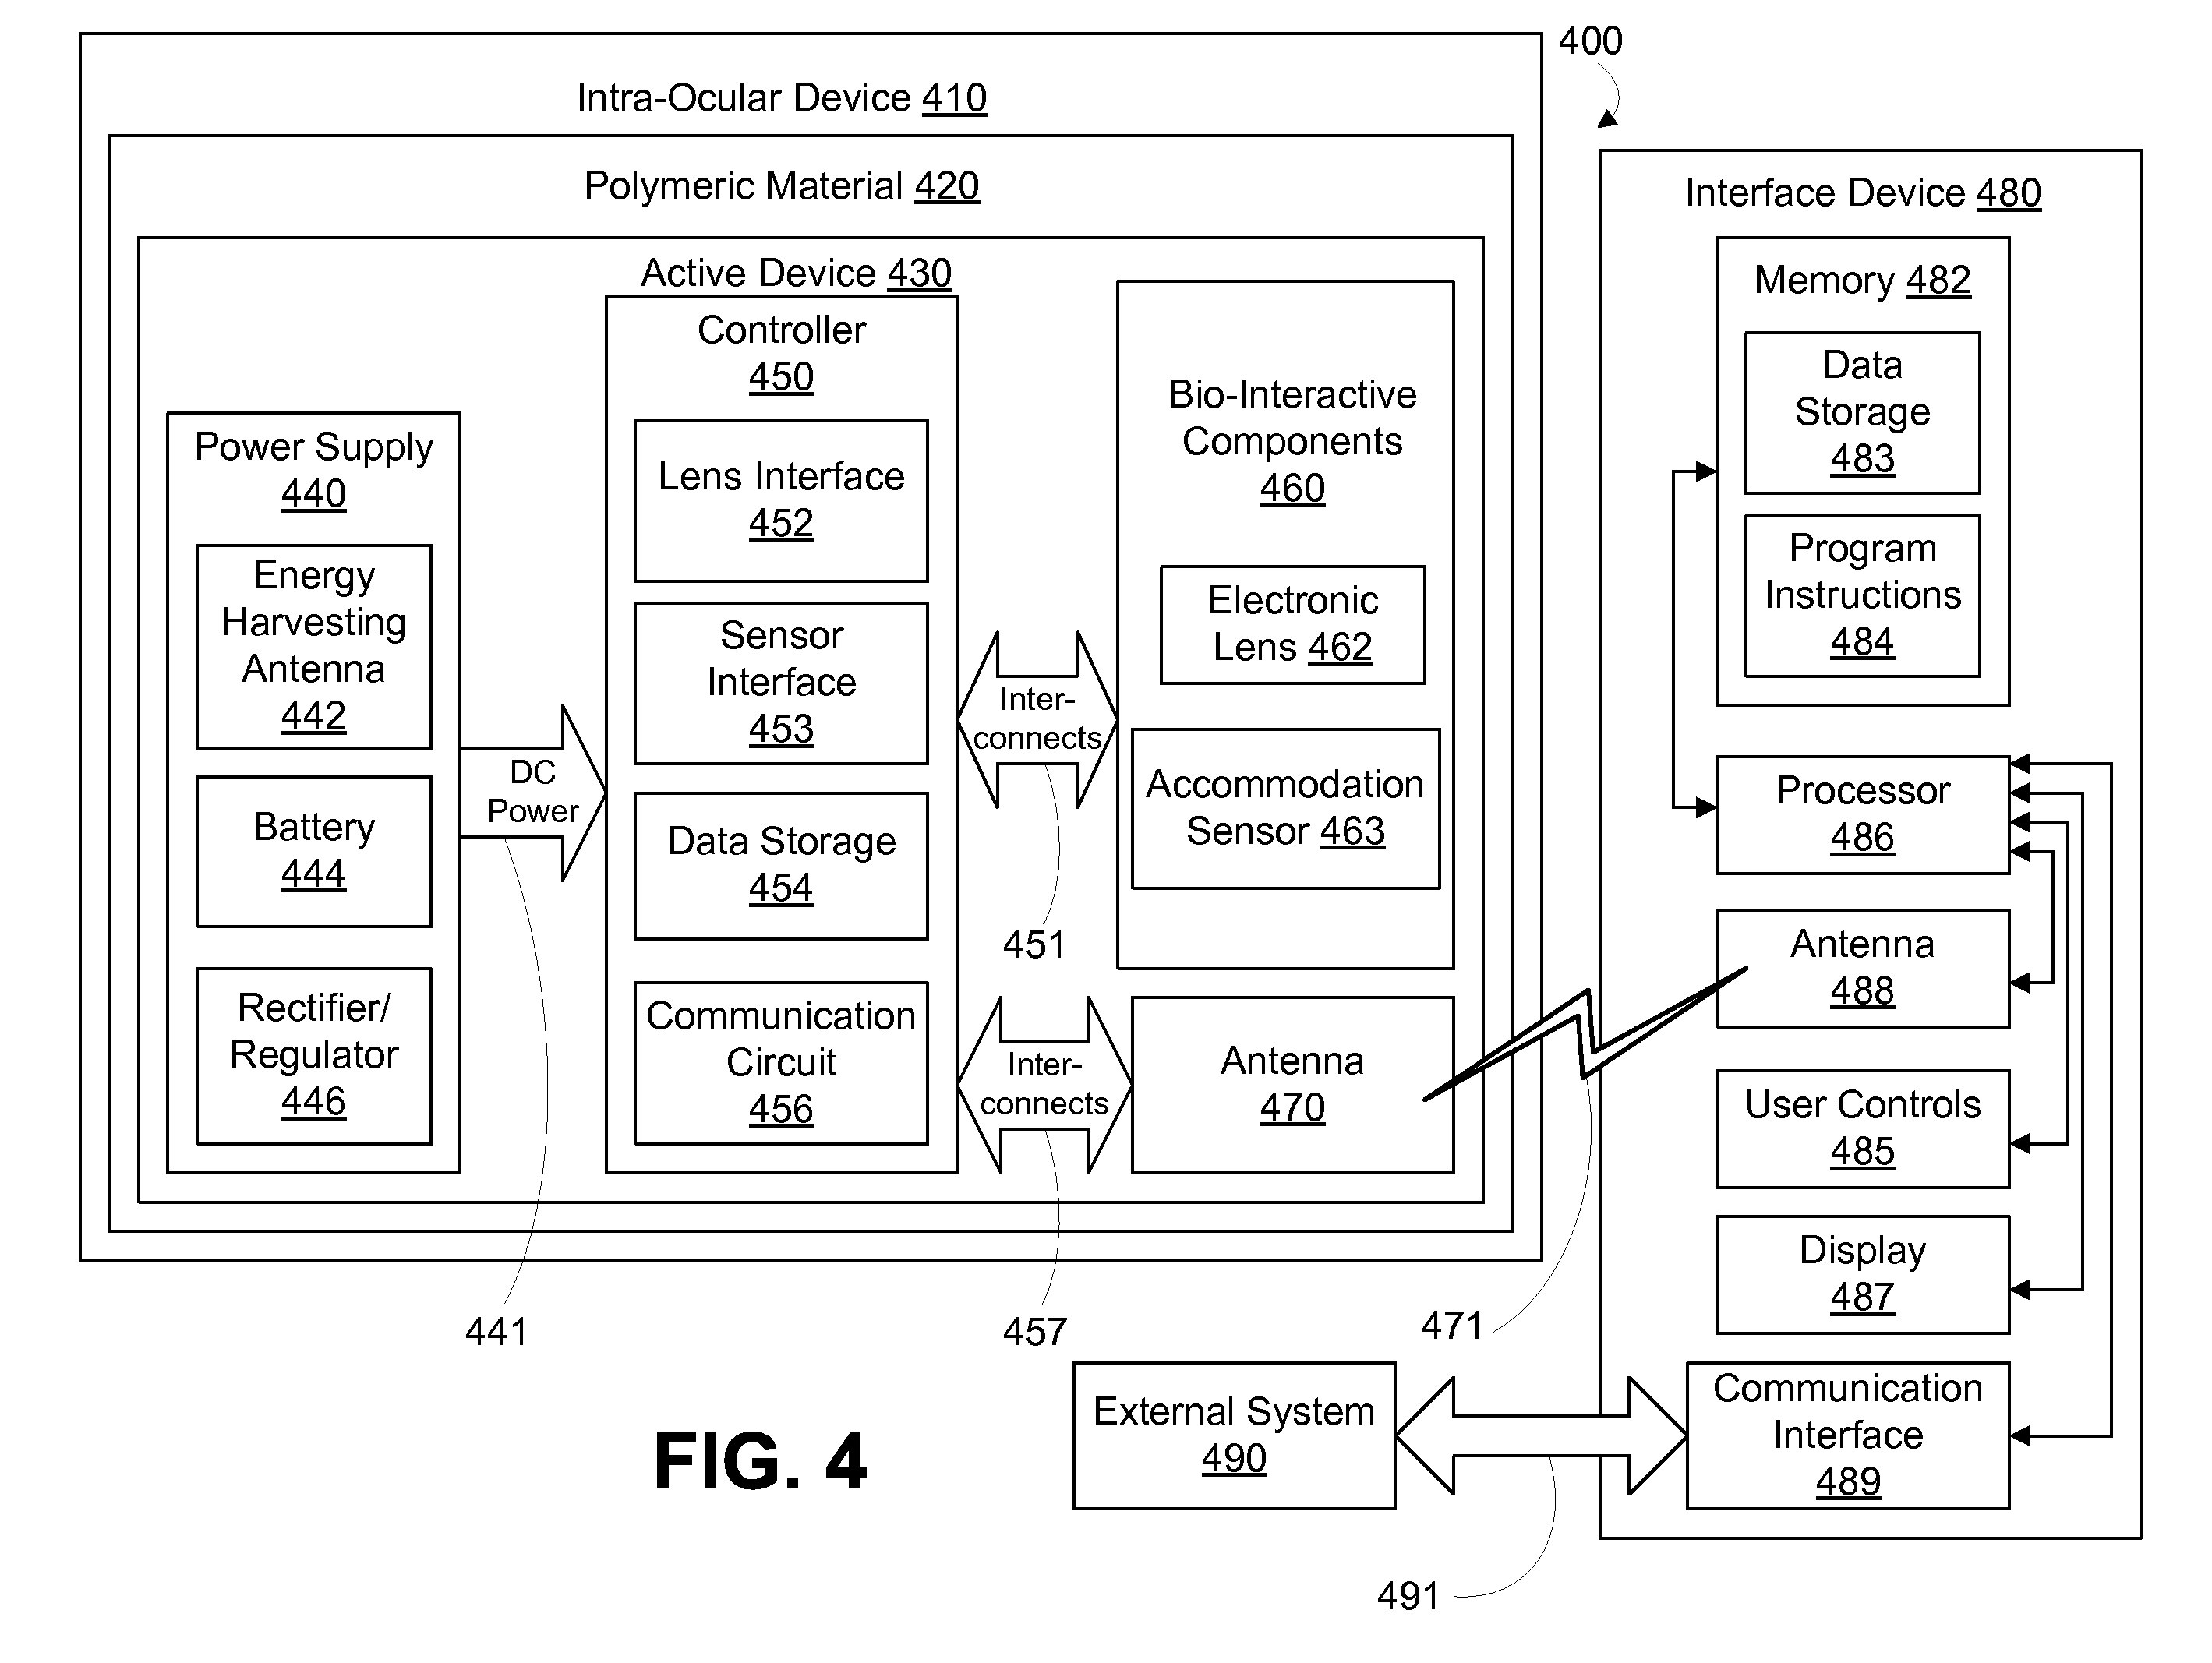 400
Intra-Ocular Device 410
Polymeric Material 420
Active Device 430
Power Supply
440
Energy
Harvesting
Antenna
442
Battery
444
Rectifier/
Regulator
446
DC
Power
441
Controller
450
Lens Interface
452
Sensor
Interface
453
Data Storage
454
Communication
Circuit
456
Inter-
connects
451
Inter-
connects
457
Bio-Interactive
Components
460
Electronic
Lens 462
Accommodation
Sensor 463
Antenna
470
471
Interface Device 480
Memory 482
Data
Storage
483
Program
Instructions
484
Processor
486
Antenna
488
User Controls
485
Display
487
Communication
Interface
489
External System
490
491
FIG. 4